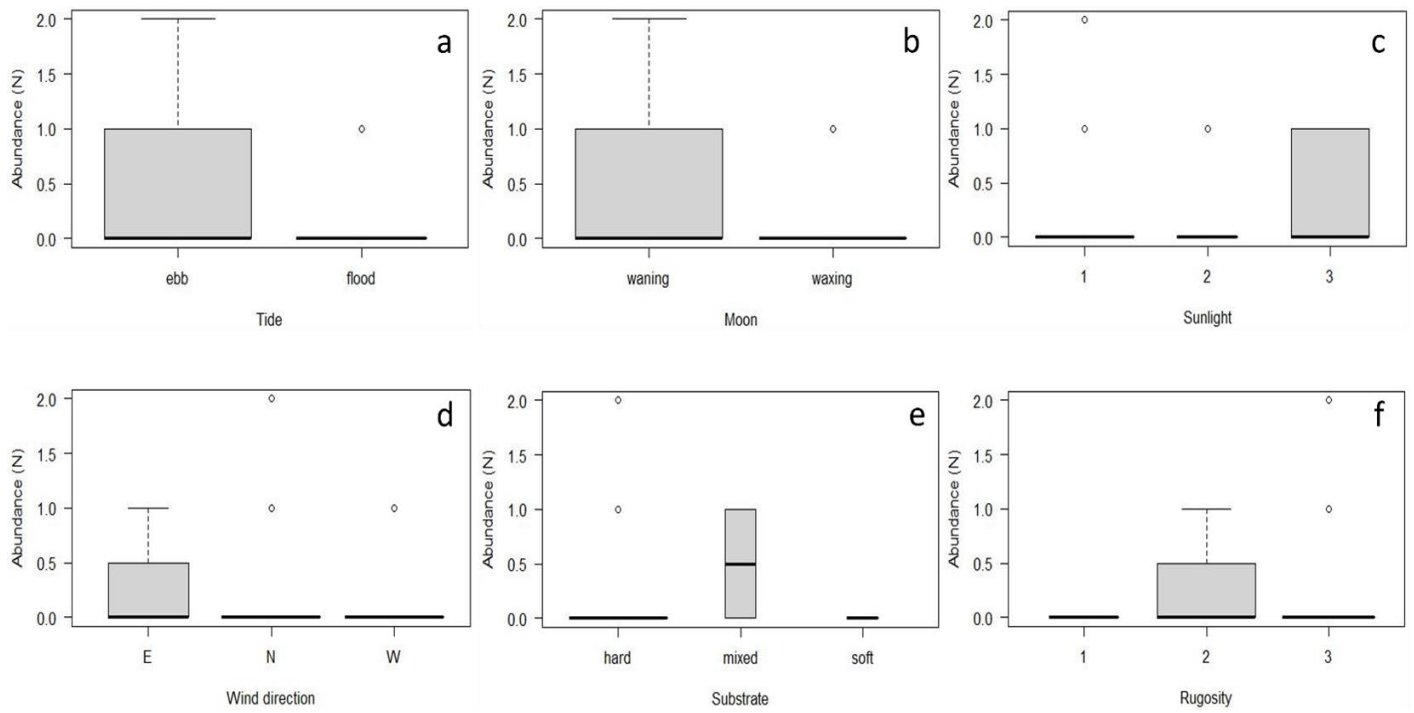 a
2.0
1.5
1.0
0.5
0.0
Abundance (N)
ebb flood
Tide
b
2.0
1.5
1.0
0.5
0.0
Abundance (N)
waning waxing
Moon
c
2.0
1.5
1.0
0.5
0.0
Abundance (N)
1 2 3
Sunlight
d
2.0
1.5
1.0
0.5
0.0
Abundance (N)
E N W
Wind direction
e
2.0
1.5
1.0
0.5
0.0
Abundance (N)
hard mixed soft
Substrate
f
2.0
1.5
1.0
0.5
0.0
Abundance (N)
1 2 3
Rugosity